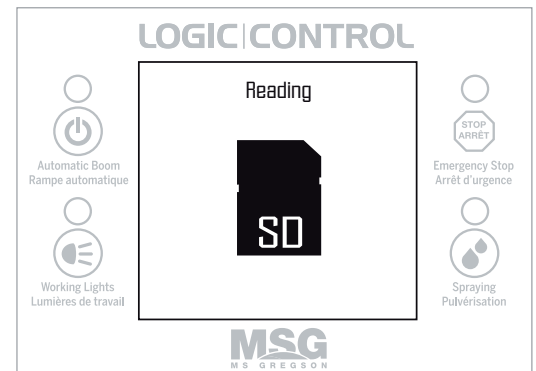 LOGIC|CONTROL
Reading
SD
Automatic Boom
Rampe automatique
Working Lights
Lumières de travail
STOP
ARRÊT
Emergency Stop
Arrêt d'urgence
Spraying
Pulvérisation
MSG
MS GREGSON